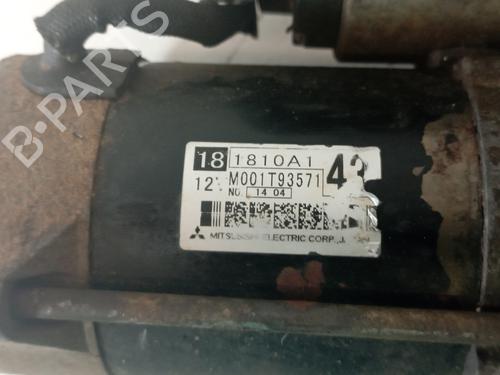 B-PARTS
18 1810A1 43
12V M001T93571
NO. 14 04
MITSUBISHI ELECTRIC CORP., J